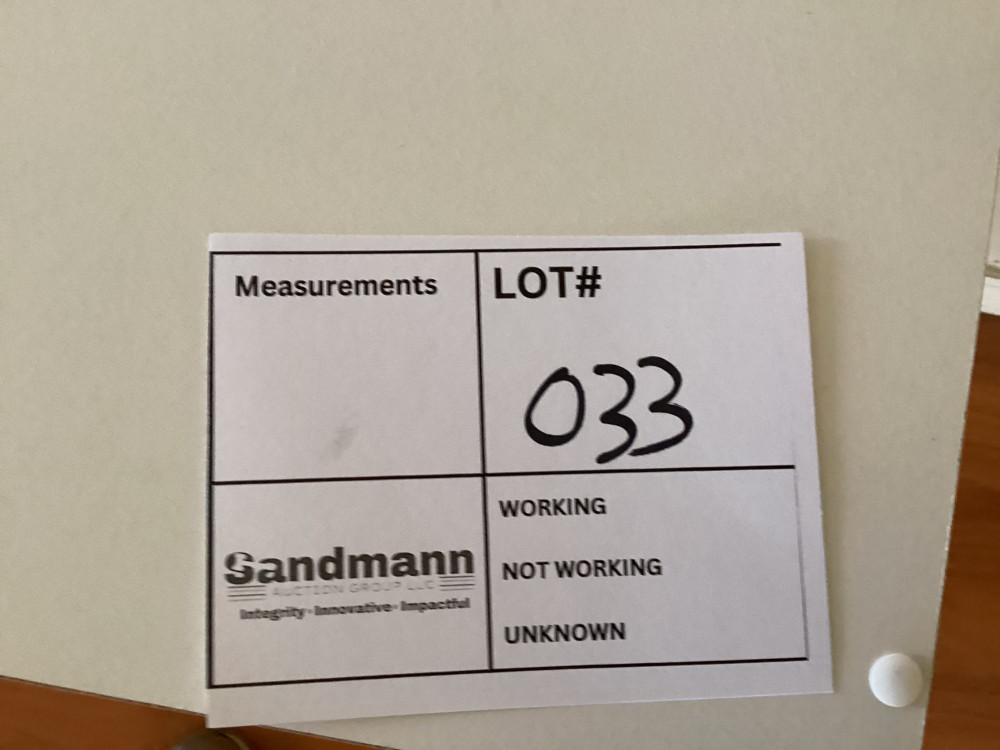 Measurements
LOT#
033
Sandmann
AUCTION GROUP LLC
Integrity · Innovative · Impactful
WORKING
NOT WORKING
UNKNOWN